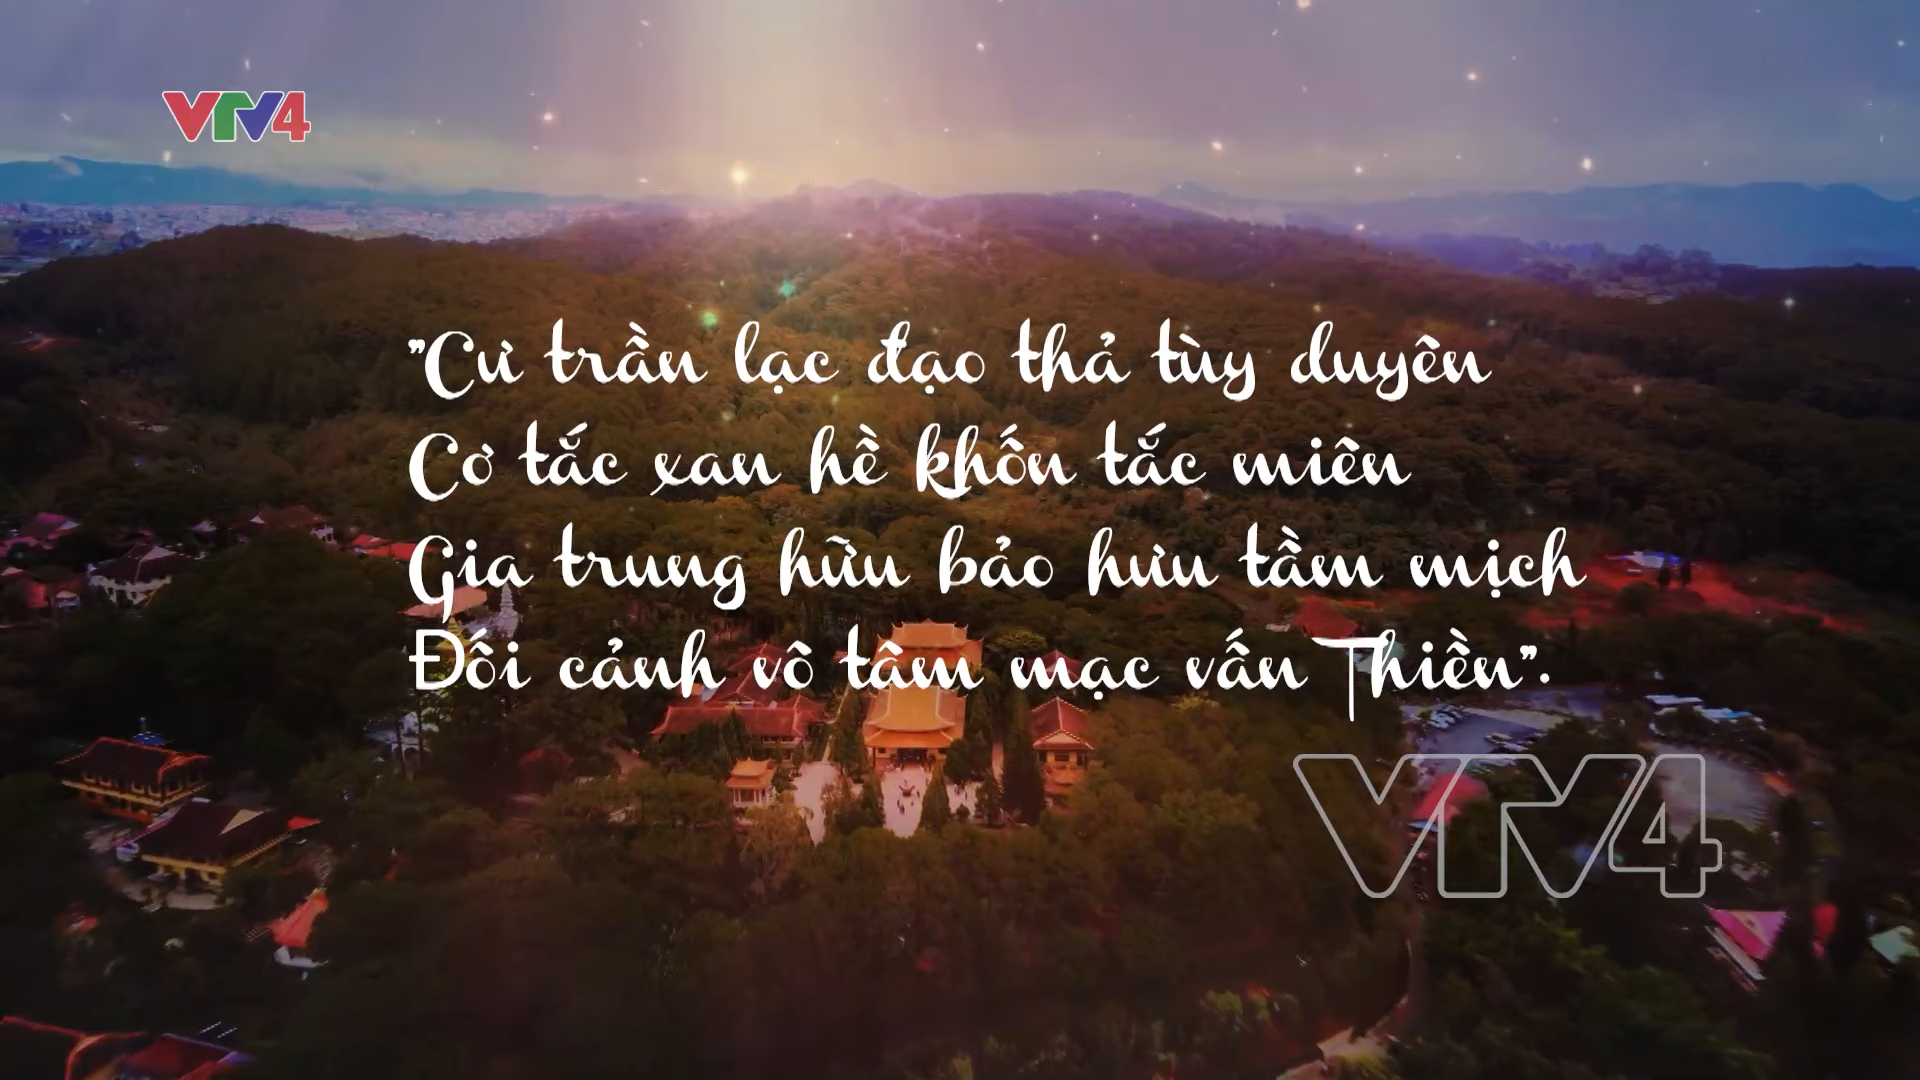 VTV4
"Cư trần lạc đạo thả tùy duyên
Cơ tắc xan hề khốn tắc miên
Gia trung hữu bảo hưu tầm mịch
Đối cảnh vô tâm mạc vấn Thiền".
VTV4